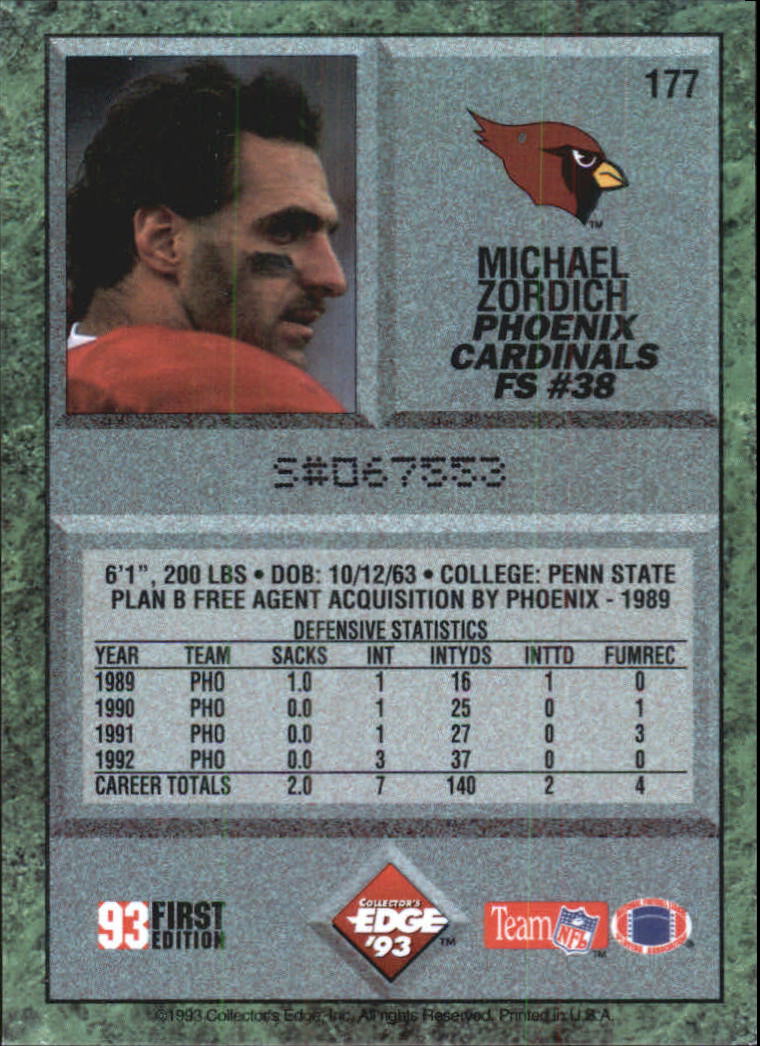 177
TM
MICHAEL
ZORDICH
PHOENIX
CARDINALS
FS #38
S#067553
6'1", 200 LBS • DOB: 10/12/63 • COLLEGE: PENN STATE
PLAN B FREE AGENT ACQUISITION BY PHOENIX - 1989
DEFENSIVE STATISTICS
YEAR TEAM SACKS INT INTYDS INTTD FUMREC
1989 PHO 1.0 1 16 1 0
1990 PHO 0.0 1 25 0 1
1991 PHO 0.0 1 27 0 3
1992 PHO 0.0 3 37 0 0
CAREER TOTALS 2.0 7 140 2 4
93 FIRST
EDITION
COLLECTOR'S
EDGE
'93 TM
Team NFL TM
©1993 Collector's Edge, Inc. All rights Reserved. Printed in U.S.A.